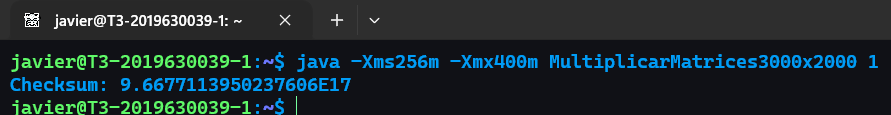 javier@T3-2019630039-1: ~
javier@T3-2019630039-1:~$ java -Xms256m -Xmx400m MultiplicarMatrices3000x2000 1
Checksum: 9.6677113950237606E17
javier@T3-2019630039-1:~$